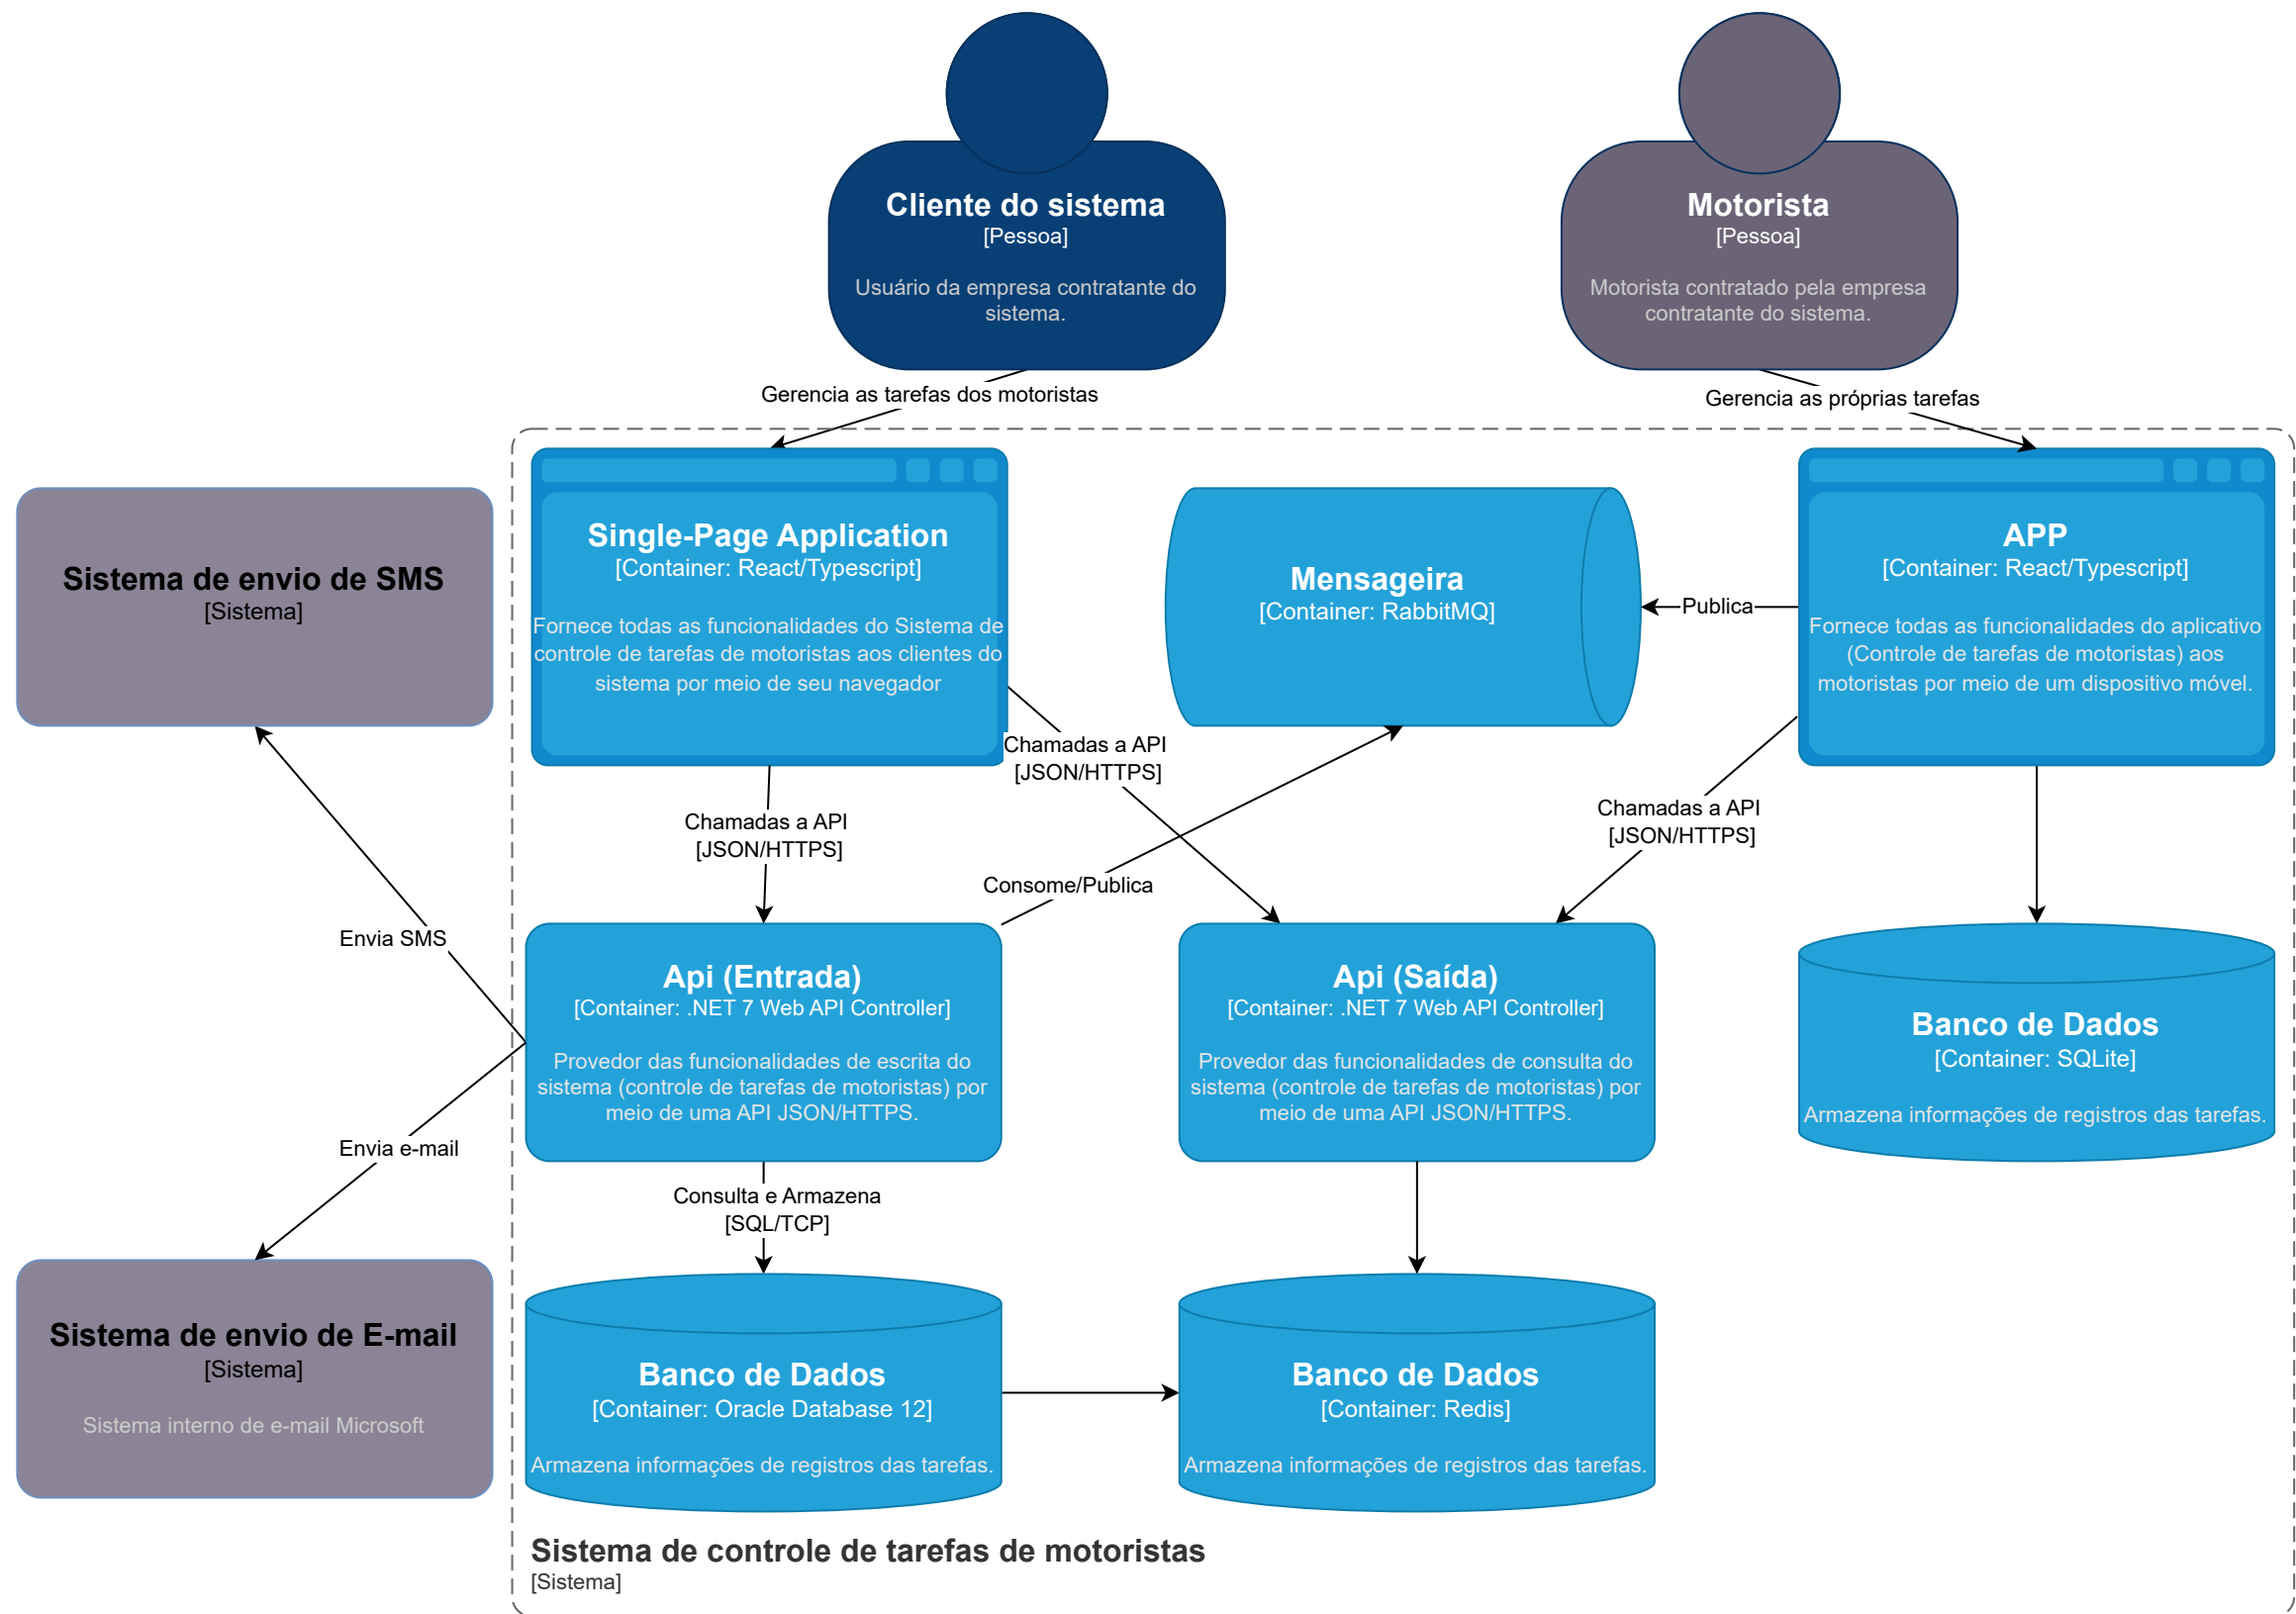 Cliente do sistema
[Pessoa]
Usuário da empresa contratante do
sistema.
Motorista
[Pessoa]
Motorista contratado pela empresa
contratante do sistema.
Gerencia as tarefas dos motoristas
Gerencia as próprias tarefas
Sistema de envio de SMS
[Sistema]
Single-Page Application
[Container: React/Typescript]
Fornece todas as funcionalidades do Sistema de
controle de tarefas de motoristas aos clientes do
sistema por meio de seu navegador
Mensageira
[Container: RabbitMQ]
Publica
APP
[Container: React/Typescript]
Fornece todas as funcionalidades do aplicativo
(Controle de tarefas de motoristas) aos
motoristas por meio de um dispositivo móvel.
Chamadas a API
[JSON/HTTPS]
Chamadas a API
[JSON/HTTPS]
Chamadas a API
[JSON/HTTPS]
Consome/Publica
Envia SMS
Api (Entrada)
[Container: .NET 7 Web API Controller]
Provedor das funcionalidades de escrita do
sistema (controle de tarefas de motoristas) por
meio de uma API JSON/HTTPS.
Api (Saída)
[Container: .NET 7 Web API Controller]
Provedor das funcionalidades de consulta do
sistema (controle de tarefas de motoristas) por
meio de uma API JSON/HTTPS.
Banco de Dados
[Container: SQLite]
Armazena informações de registros das tarefas.
Envia e-mail
Consulta e Armazena
[SQL/TCP]
Sistema de envio de E-mail
[Sistema]
Sistema interno de e-mail Microsoft
Banco de Dados
[Container: Oracle Database 12]
Armazena informações de registros das tarefas.
Banco de Dados
[Container: Redis]
Armazena informações de registros das tarefas.
Sistema de controle de tarefas de motoristas
[Sistema]